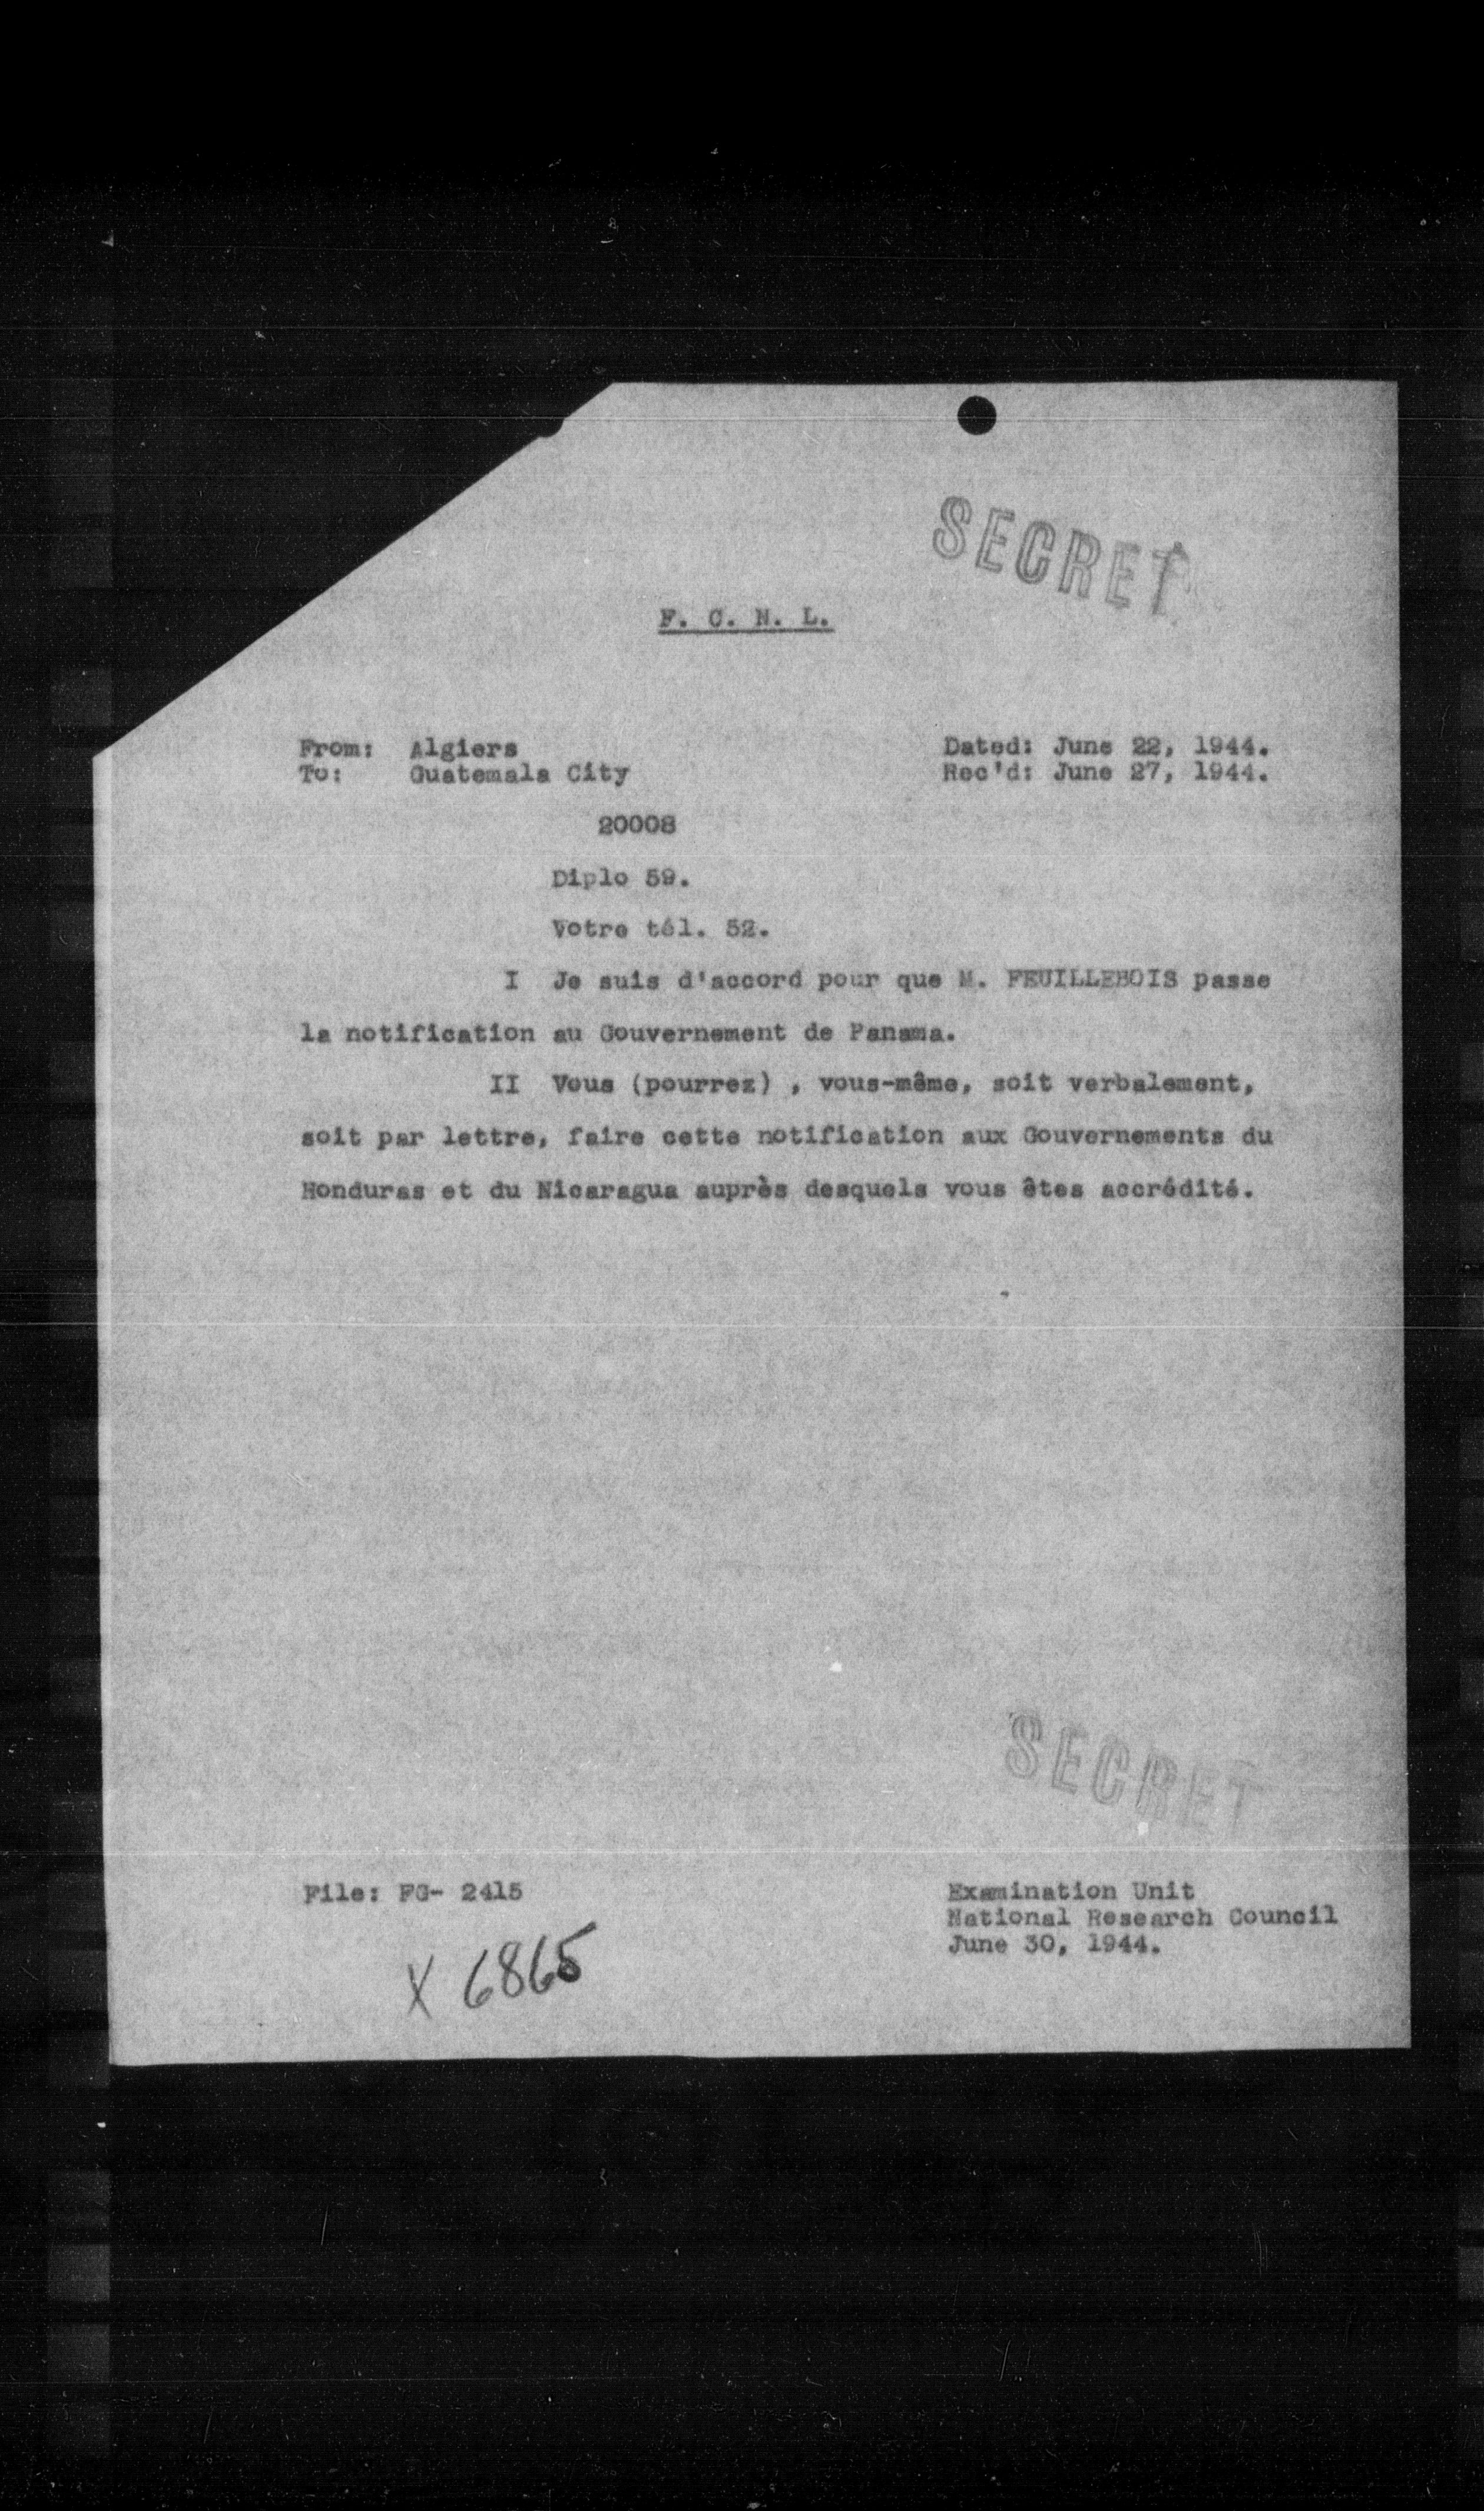 SECRET
F. C. N. L.
From: Algiers
To: Guatemala City
Dated: June 22, 1944.
Rec'd: June 27, 1944.
20008
Diplo 59.
Votre tél. 52.
I Je suis d'accord pour que M. FEUILLEBOIS passe
la notification au Gouvernement de Panama.
II Vous (pourrez) , vous-même, soit verbalement,
soit par lettre, faire cette notification aux Gouvernements du
Honduras et du Nicaragua auprès desquels vous êtes accrédité.
SECRET
File: FG- 2415
Examination Unit
National Research Council
June 30, 1944.
X 6865